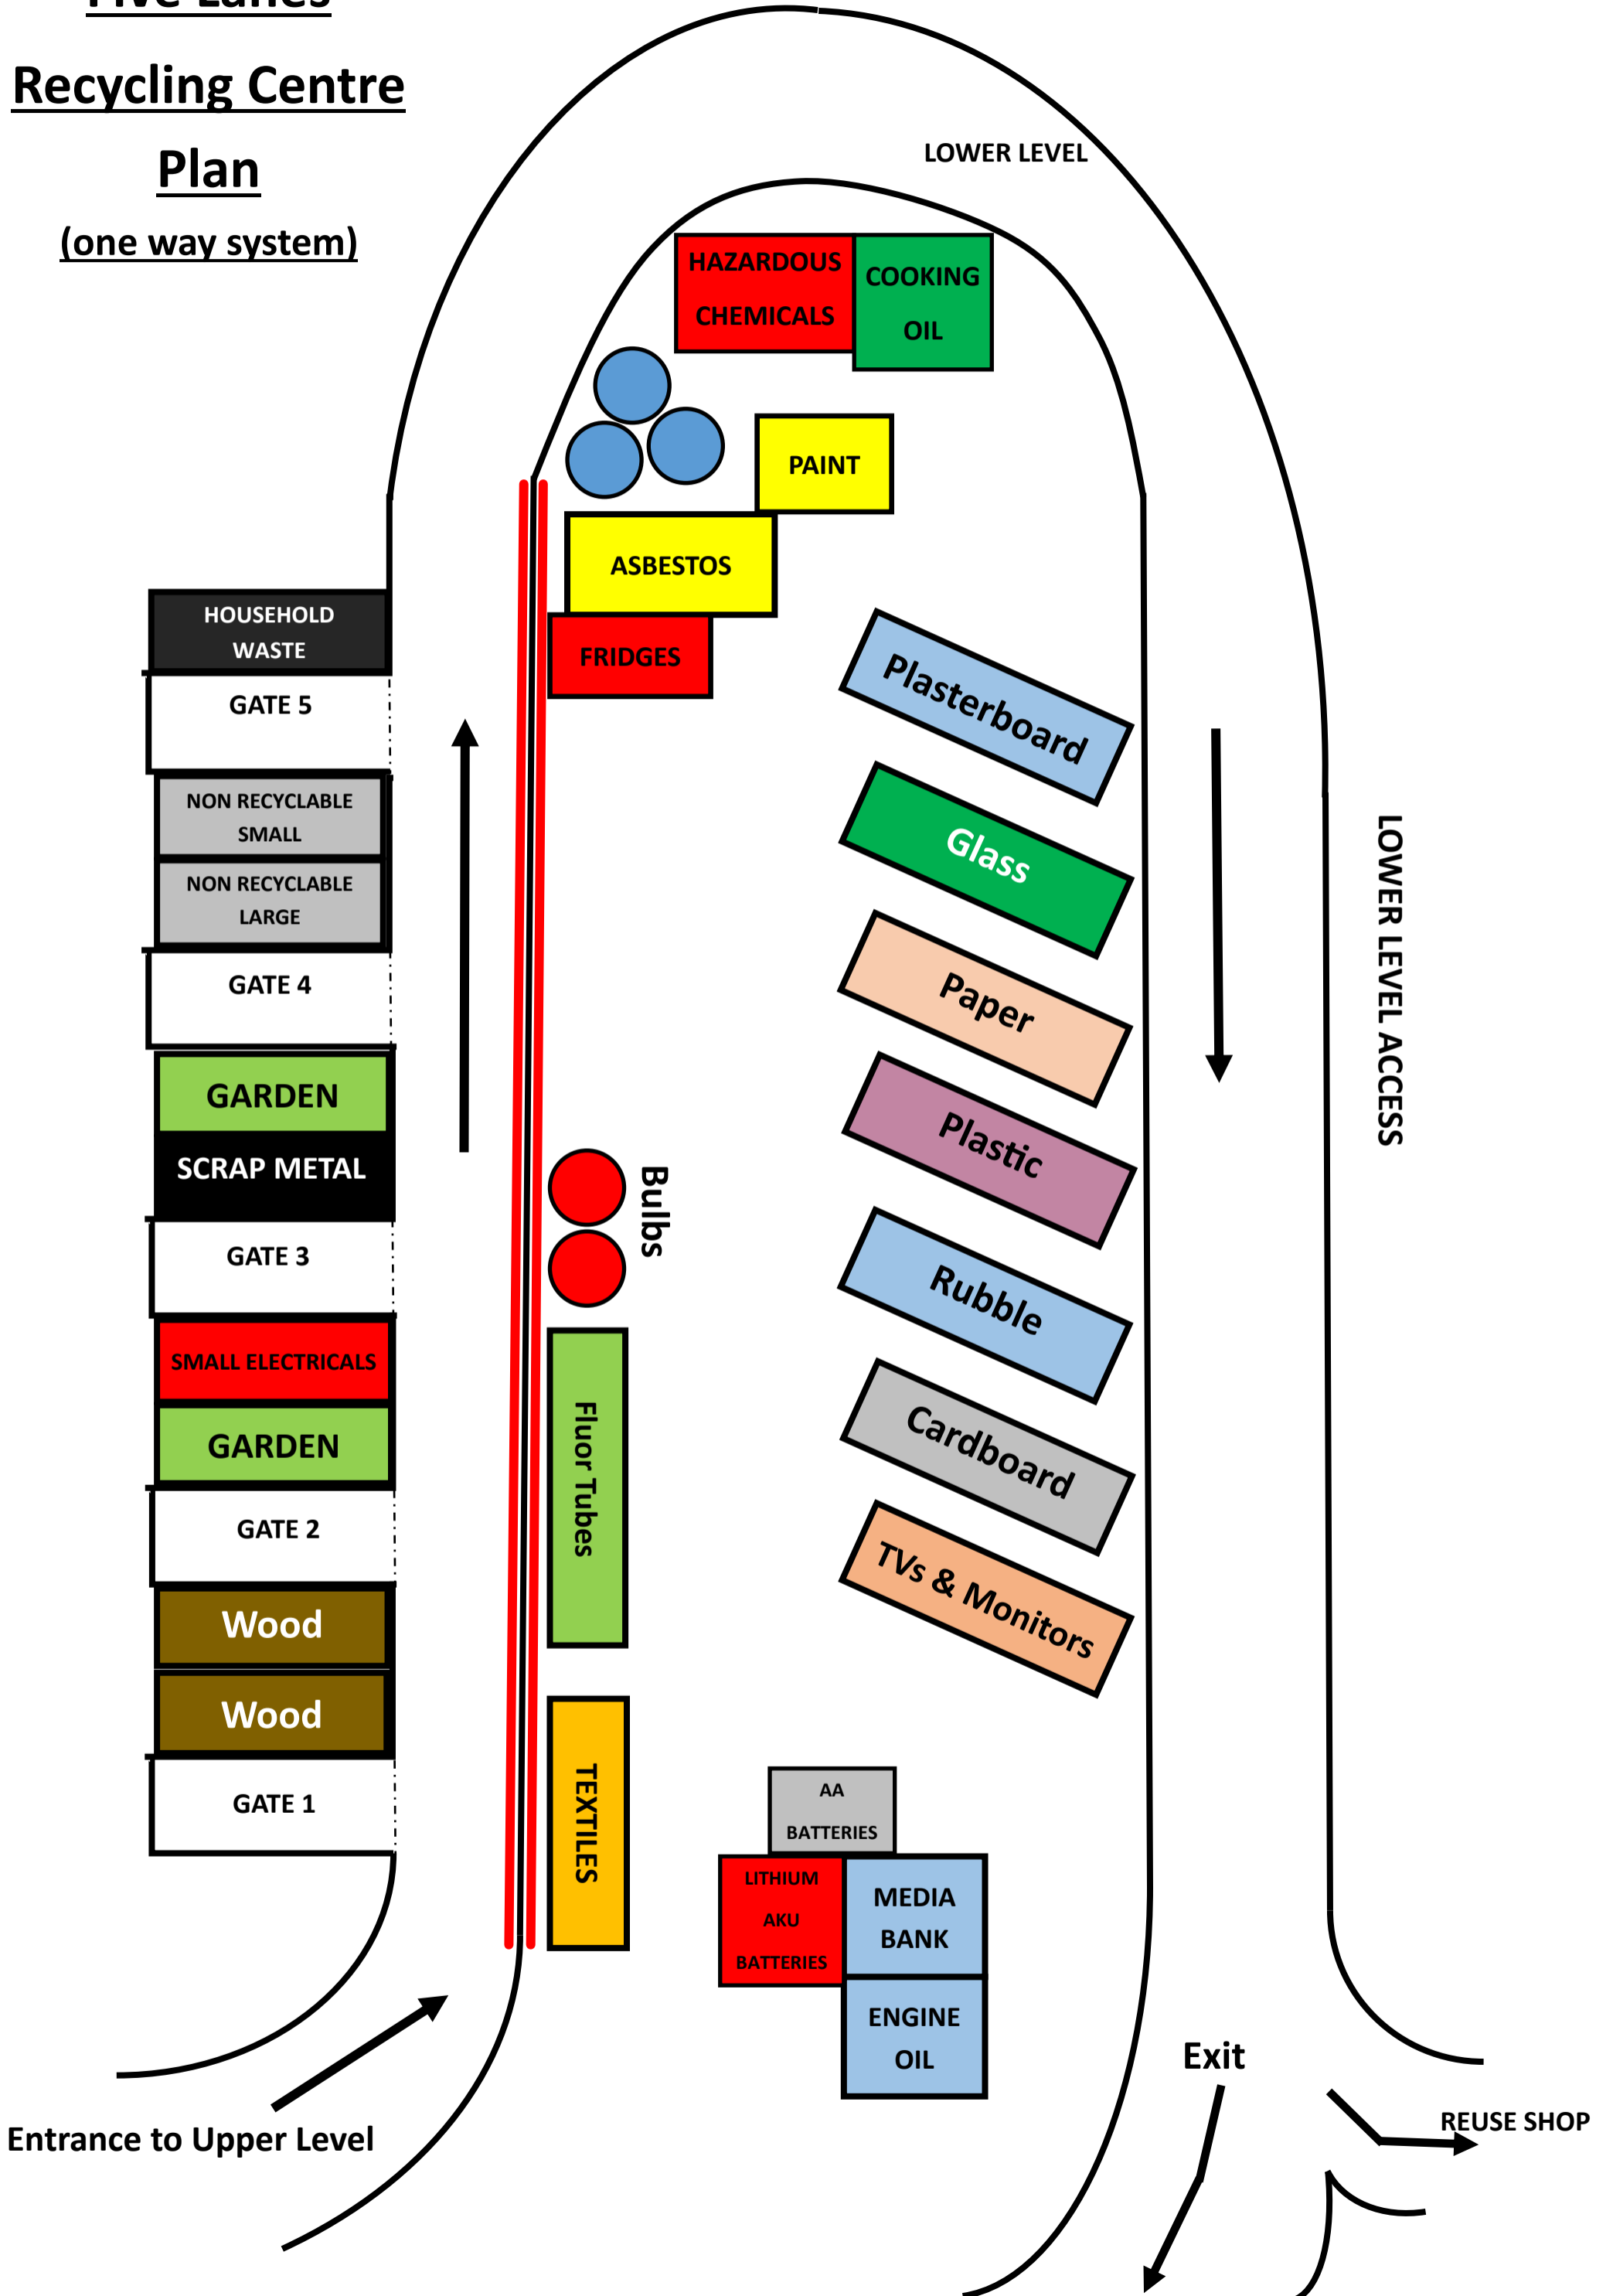 Five Lanes
Recycling Centre
Plan
(one way system)
LOWER LEVEL
HAZARDOUS
CHEMICALS
COOKING
OIL
PAINT
ASBESTOS
FRIDGES
HOUSEHOLD
WASTE
GATE 5
NON RECYCLABLE
SMALL
NON RECYCLABLE
LARGE
GATE 4
GARDEN
SCRAP METAL
GATE 3
SMALL ELECTRICALS
GARDEN
GATE 2
Wood
Wood
GATE 1
Bulbs
Fluor Tubes
TEXTILES
Plasterboard
Glass
Paper
Plastic
Rubble
Cardboard
TVs & Monitors
LOWER LEVEL ACCESS
AA
BATTERIES
LITHIUM
AKU
BATTERIES
MEDIA
BANK
ENGINE
OIL
Entrance to Upper Level
Exit
REUSE SHOP